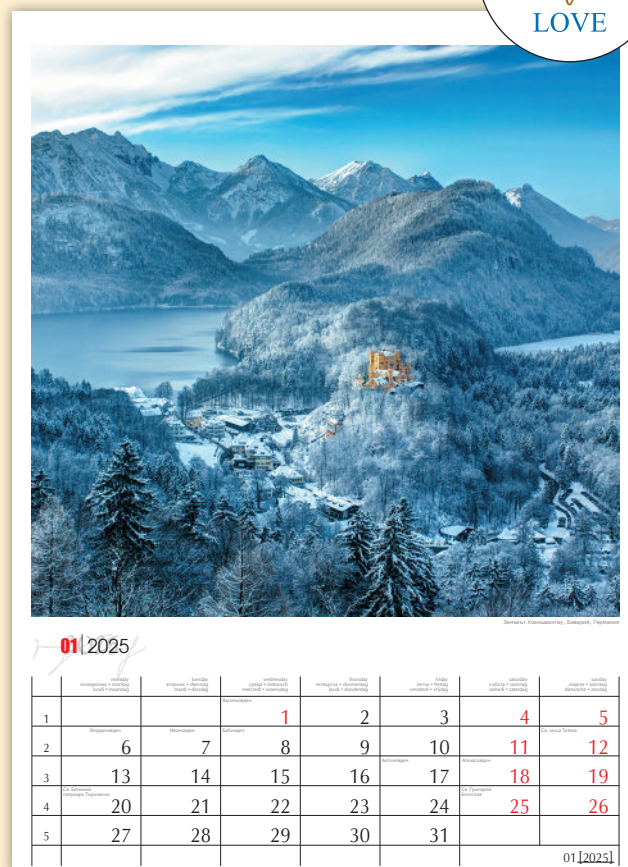 LOVE
Замъкът Хоеншвангау, Бавария, Германия
01|2025
monday tuesday wednesday thursday friday saturday sunday
понеделник • montag вторник • dienstag сряда • mittwoch четвъртък • donnerstag петък • freitag събота • samstag неделя • sonntag
lundi • maandag mardi • dinsdag mercredi • woensdag jeudi • donderdag vendredi • vrijdag samedi • zaterdag dimanche • zondag
Васильовден
1 1 2 3 4 5
Йордановден Ивановден Бабинден Св. мчца Татяна
2 6 7 8 9 10 11 12
Антоновден Атанасовден
3 13 14 15 16 17 18 19
Св. Евтимий Св. Григорий
патриарх Търновски Богослов
4 20 21 22 23 24 25 26
5 27 28 29 30 31
01 [2025]